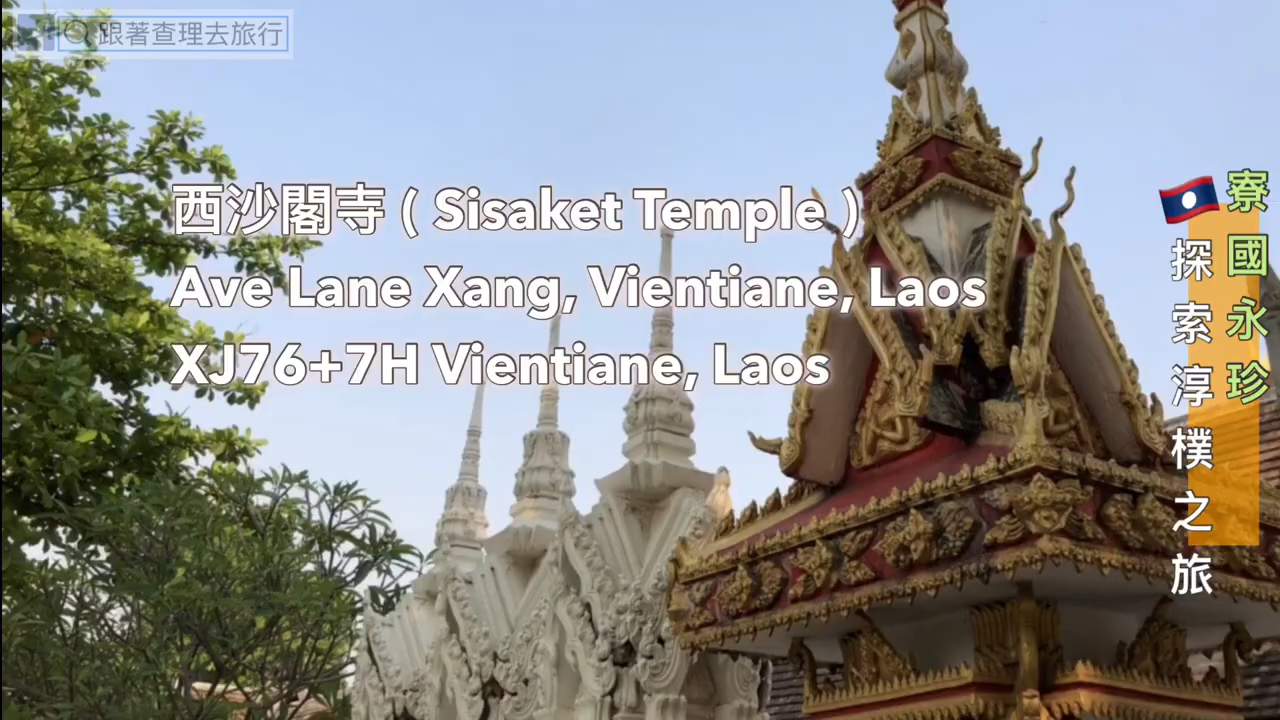 跟著查理去旅行
西沙閣寺 ( Sisaket Temple )
Ave Lane Xang, Vientiane, Laos
XJ76+7H Vientiane, Laos
寮國永珍
探索淳樸之旅